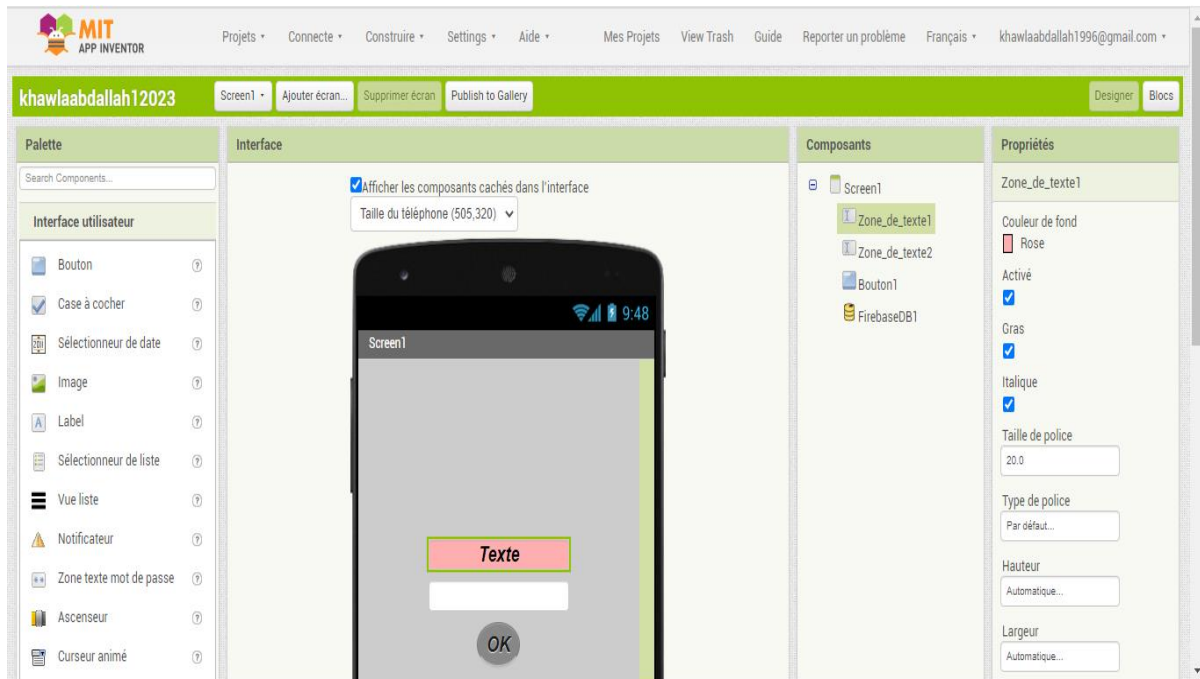 MIT
APP INVENTOR
Projets Connecte Construire Settings Aide Mes Projets View Trash Guide Reporter un problème Français khawlaabdallah1996@gmail.com
khawlaabdallah12023 Screen1 Ajouter écran... Supprimer écran Publish to Gallery Designer Blocs
Palette
Search Components...
Interface utilisateur
Bouton
Case à cocher
Sélectionneur de date
Image
Label
Sélectionneur de liste
Vue liste
Notificateur
Zone texte mot de passe
Ascenseur
Curseur animé
Interface
Afficher les composants cachés dans l'interface
Taille du téléphone (505,320)
9:48
Screen1
Texte
OK
Composants
Screen1
Zone_de_texte1
Zone_de_texte2
Bouton1
FirebaseDB1
Propriétés
Zone_de_texte1
Couleur de fond
Rose
Activé
Gras
Italique
Taille de police
20.0
Type de police
Par défaut...
Hauteur
Automatique...
Largeur
Automatique...